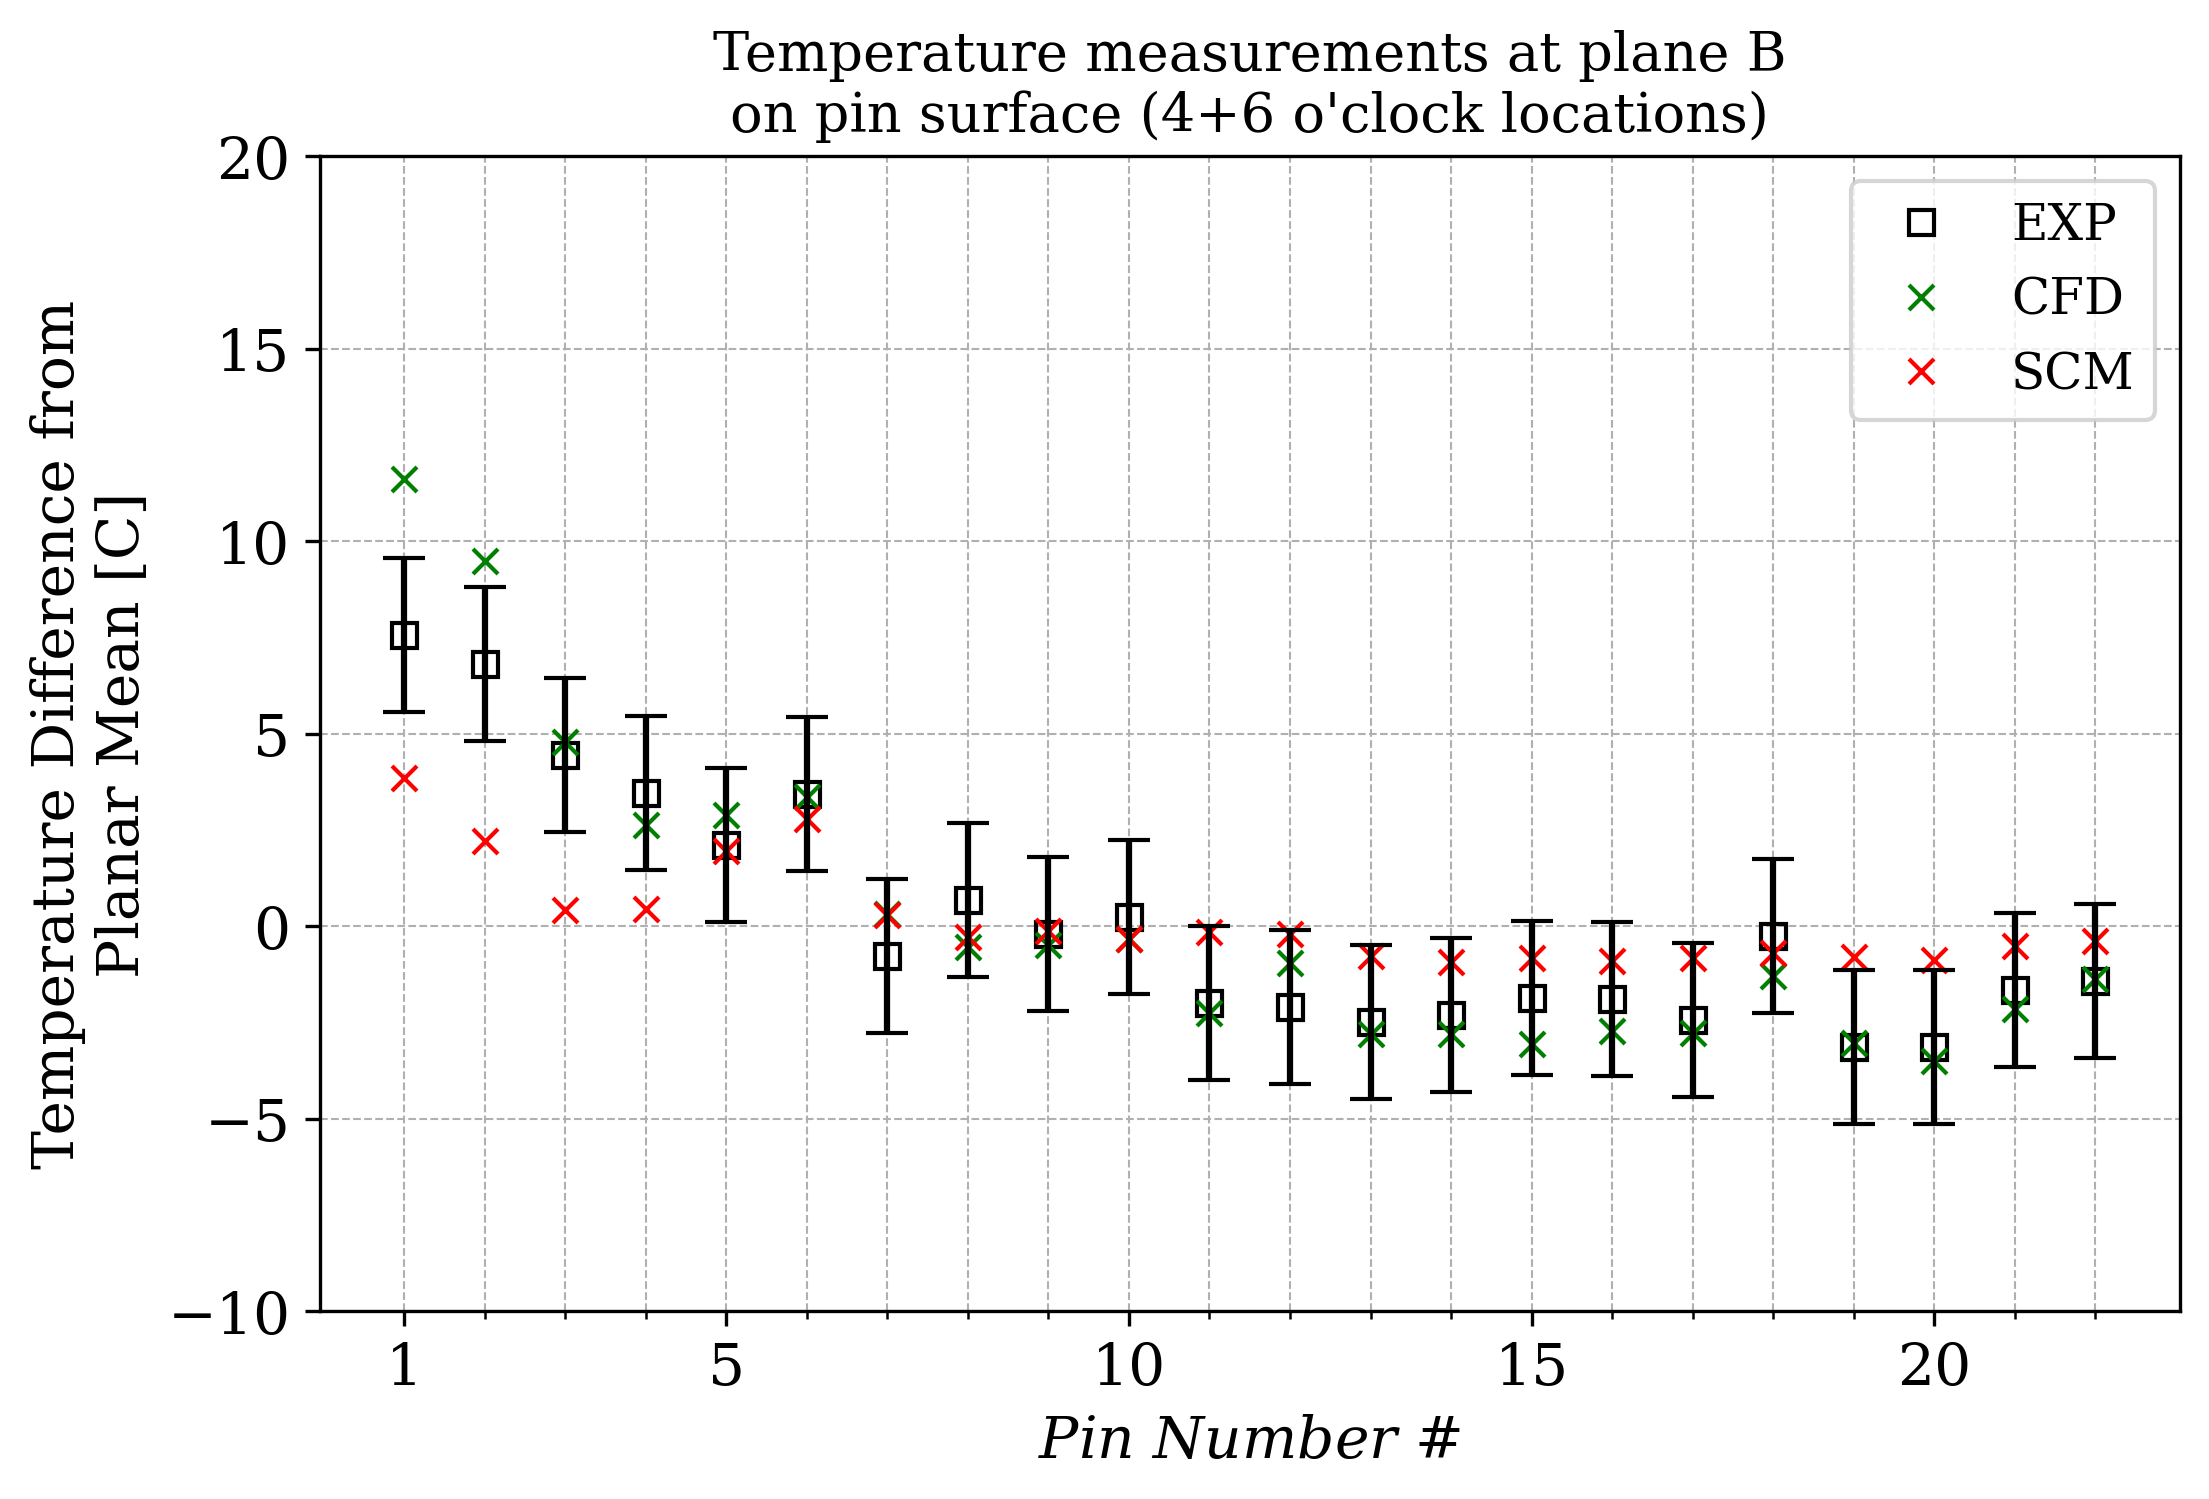 Temperature measurements at plane B
on pin surface (4+6 o'clock locations)
Temperature Difference from
Planar Mean [C]
20
15
10
5
0
−5
−10
EXP
CFD
SCM
1 5 10 15 20
Pin Number #